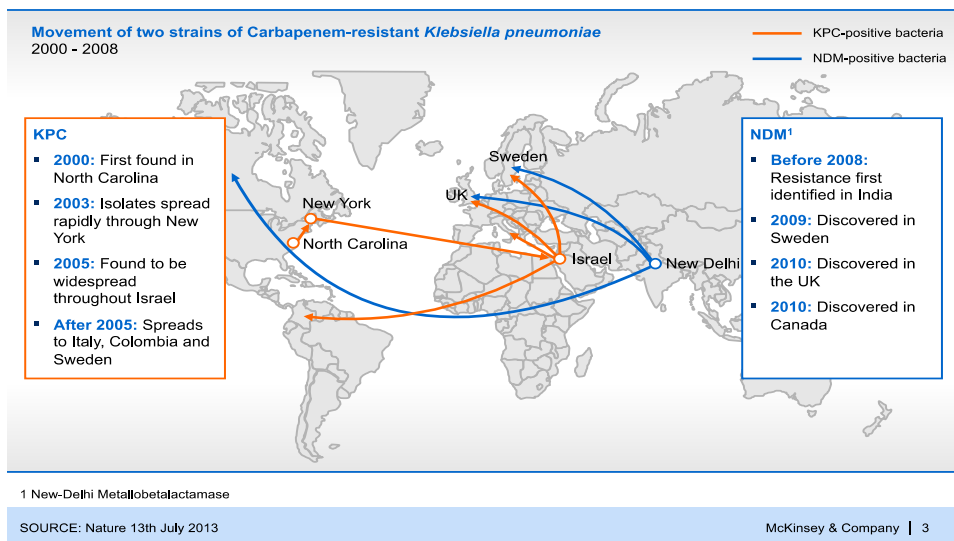 Movement of two strains of Carbapenem-resistant Klebsiella pneumoniae
2000 - 2008
KPC-positive bacteria
NDM-positive bacteria
KPC
▪ 2000: First found in
North Carolina
▪ 2003: Isolates spread
rapidly through New
York
▪ 2005: Found to be
widespread
throughout Israel
▪ After 2005: Spreads
to Italy, Colombia and
Sweden
Sweden
UK
New York
North Carolina
Israel
New Delhi
NDM1
▪ Before 2008:
Resistance first
identified in India
▪ 2009: Discovered in
Sweden
▪ 2010: Discovered in
the UK
▪ 2010: Discovered in
Canada
1 New-Delhi Metallobetalactamase
SOURCE: Nature 13th July 2013
McKinsey & Company | 3